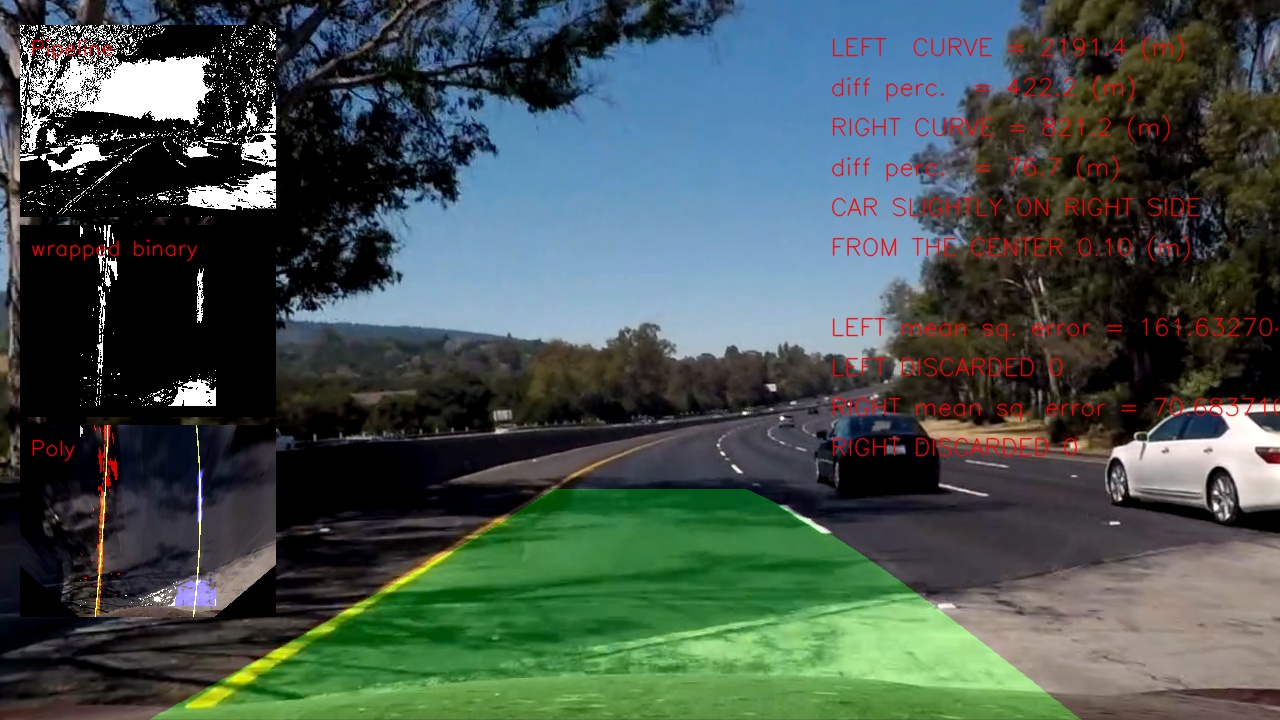 Pipeline
wrapped binary
Poly
LEFT CURVE = 2191.4 (m)
diff perc. = 422.2 (m)
RIGHT CURVE = 821.2 (m)
diff perc. = 76.7 (m)
CAR SLIGHTLY ON RIGHT SIDE
FROM THE CENTER 0.10 (m)
LEFT mean sq. error = 161.63270
LEFT DISCARDED 0
RIGHT mean sq. error = 70.683710
RIGHT DISCARDED 0